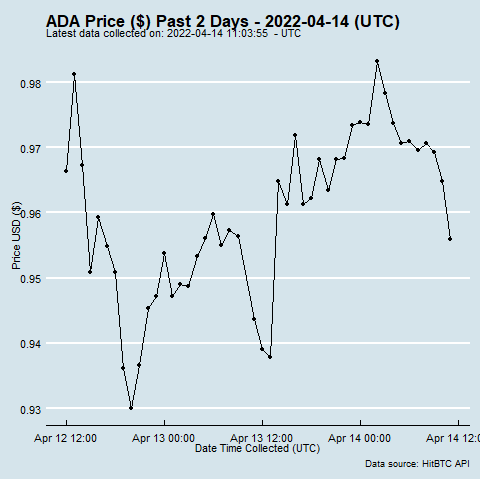 ADA Price ($) Past 2 Days - 2022-04-14 (UTC)
Latest data collected on: 2022-04-14 11:03:55  - UTC
0.98
0.97
0.96
0.95
0.94
0.93
Price USD ($)
Apr 12 12:00
Apr 13 00:00
Apr 13 12:00
Apr 14 00:00
Apr 14 12:0
Date Time Collected (UTC)
Data source: HitBTC API